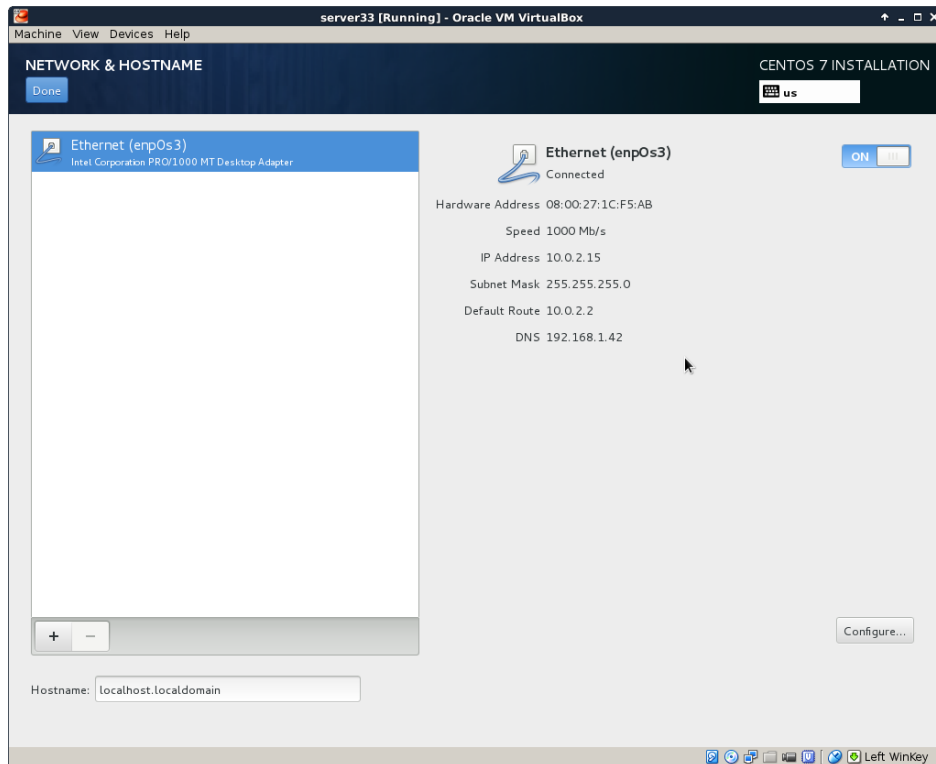 server33 [Running] - Oracle VM VirtualBox
Machine View Devices Help
NETWORK & HOSTNAME
CENTOS 7 INSTALLATION
Done
us
Ethernet (enp0s3)
Intel Corporation PRO/1000 MT Desktop Adapter
Ethernet (enp0s3)
Connected
ON
Hardware Address 08:00:27:1C:F5:AB
Speed 1000 Mb/s
IP Address 10.0.2.15
Subnet Mask 255.255.255.0
Default Route 10.0.2.2
DNS 192.168.1.42
+ −
Configure...
Hostname: localhost.localdomain
Left WinKey